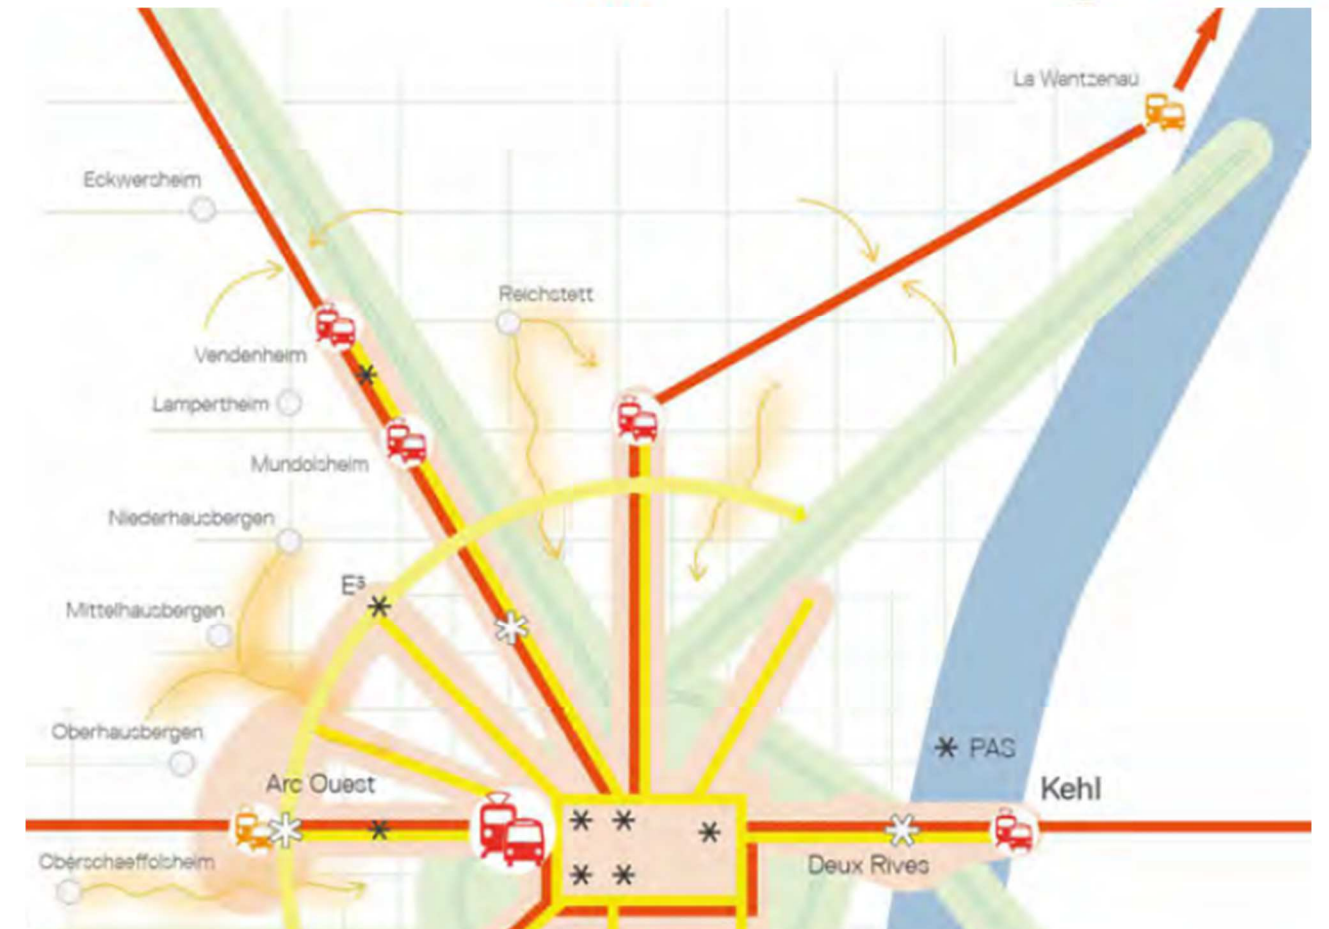 La Wantzenau
Eckwersheim
Reichstett
Vendenheim
Lampertheim
Mundolsheim
Niederhausbergen
E³
Mittelhausbergen
Oberhausbergen
* PAS
Arc Ouest
Kehl
Oberschaeffolsheim
Deux Rives